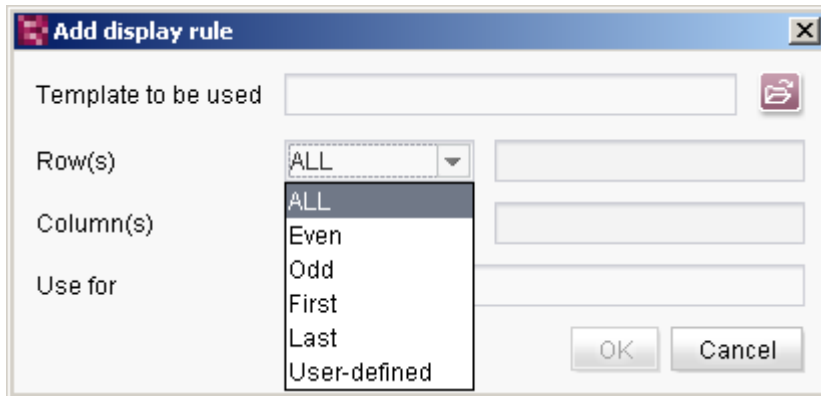 Add display rule
Template to be used
Row(s) ALL
ALL
Column(s)
Even
Odd
Use for
First
Last
User-defined
OK Cancel